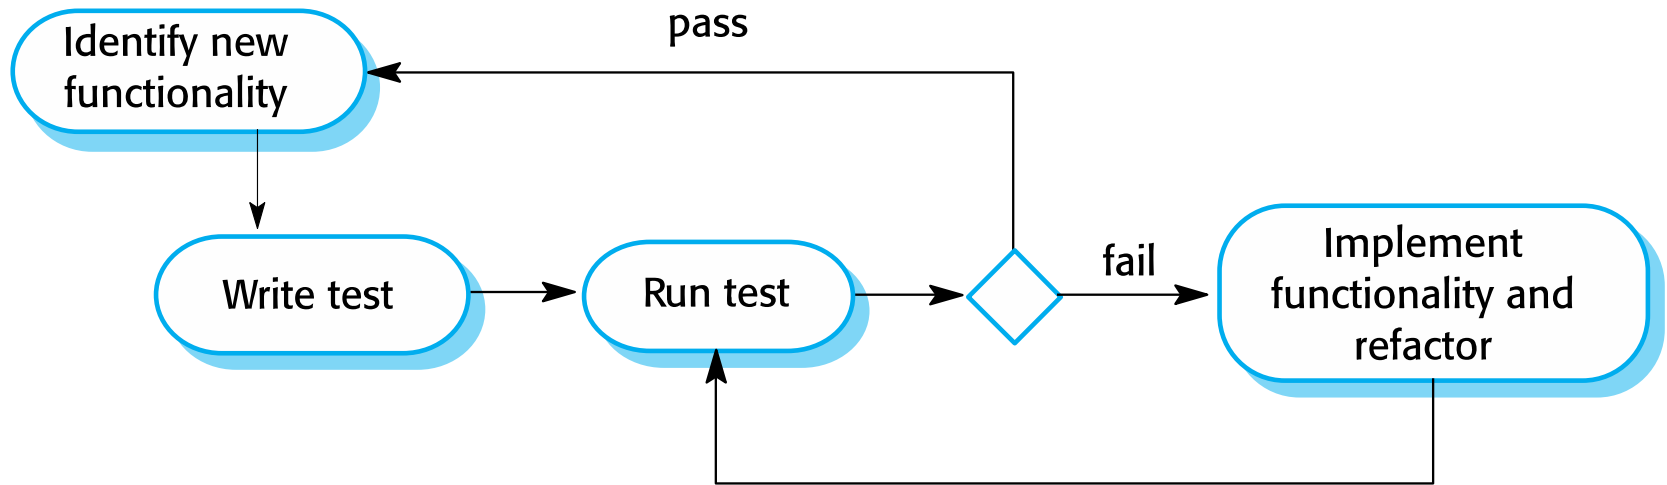 Identify new
functionality
pass
Write test
Run test
fail
Implement
functionality and
refactor